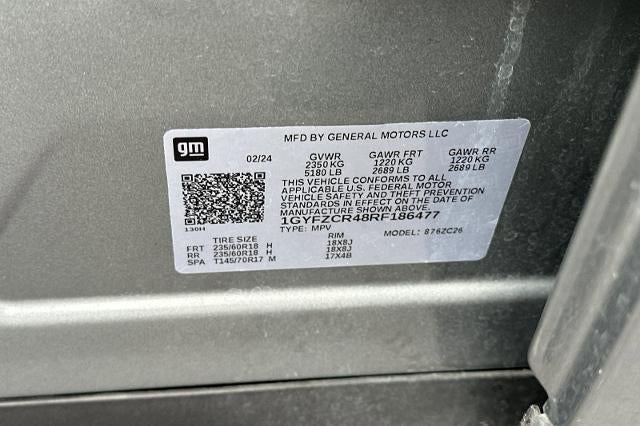 MFD BY GENERAL MOTORS LLC
gm
02/24 GVWR GAWR FRT GAWR RR
2350 KG 1220 KG 1220 KG
5180 LB 2689 LB 2689 LB
THIS VEHICLE CONFORMS TO ALL
APPLICABLE U.S. FEDERAL MOTOR
VEHICLE SAFETY AND THEFT PREVENTION
STANDARDS IN EFFECT ON THE DATE OF
MANUFACTURE SHOWN ABOVE.
1GYFZCR48RF186477
130H
TYPE: MPV MODEL: 876ZC26
TIRE SIZE RIM
FRT 235/60R18 H 18X8J
RR 235/60R18 H 18X8J
SPA T145/70R17 M 17X4B